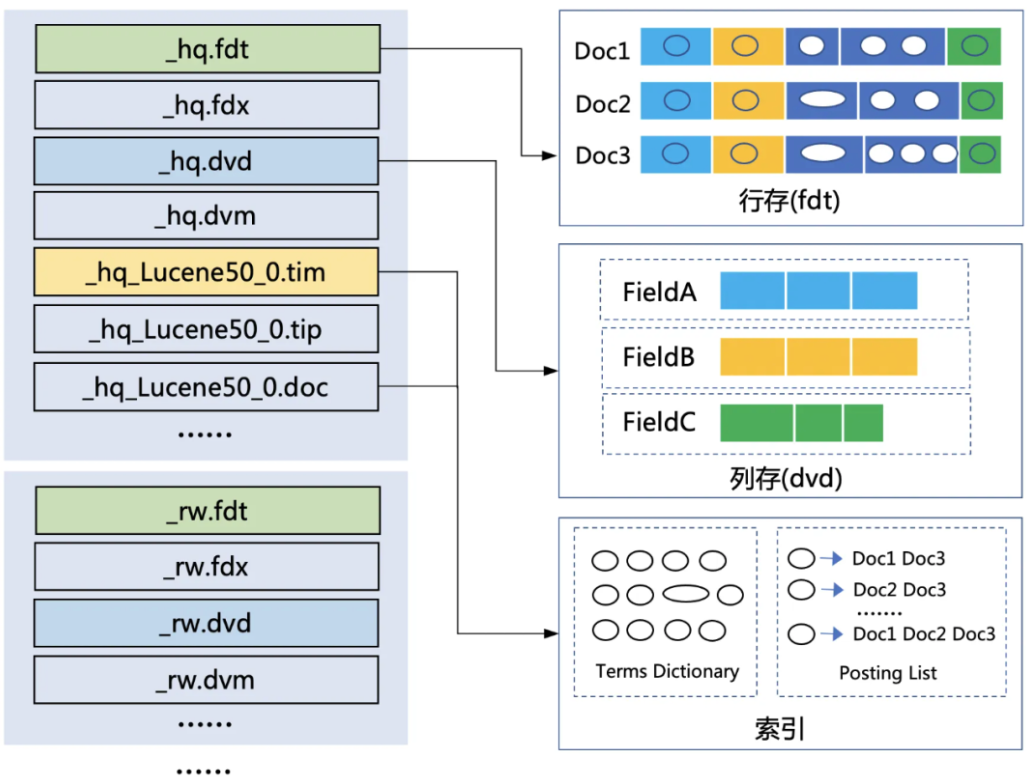 _hq.fdt
_hq.fdx
_hq.dvd
_hq.dvm
_hq_Lucene50_0.tim
_hq_Lucene50_0.tip
_hq_Lucene50_0.doc
......
_rw.fdt
_rw.fdx
_rw.dvd
_rw.dvm
......
......
Doc1
Doc2
Doc3
行存(fdt)
FieldA
FieldB
FieldC
列存(dvd)
Terms Dictionary
Doc1 Doc3
Doc2 Doc3
.......
Doc1 Doc2 Doc3
Posting List
索引